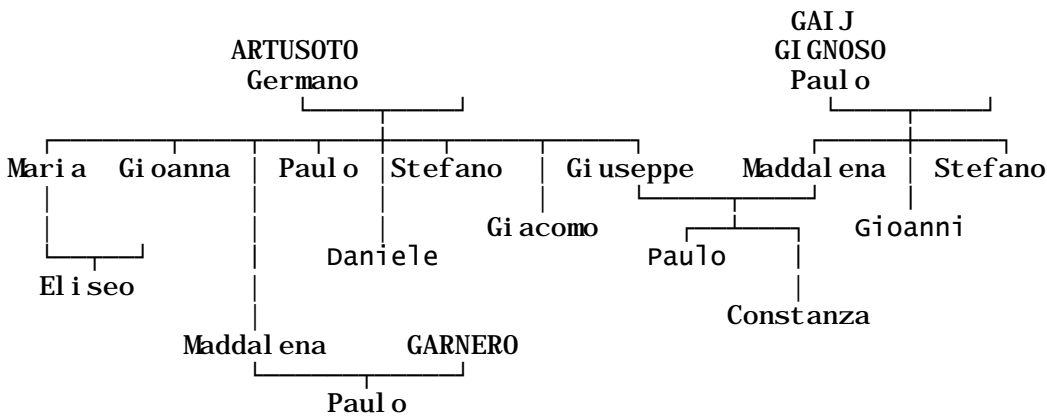 GAIJ
ARTUSOTO GIGNOSO
Germano Paulo
Maria Gioanna Paulo Stefano Giuseppe Maddalena Stefano
Giacomo Gioanni
Daniele Paulo
Eliseo
Constanza
Maddalena GARNERO
Paulo